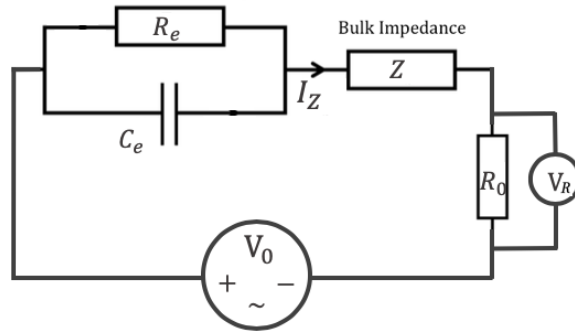 R_e
Bulk Impedance
Z
I_Z
C_e
R_0
V_R
V_0
+ −
~